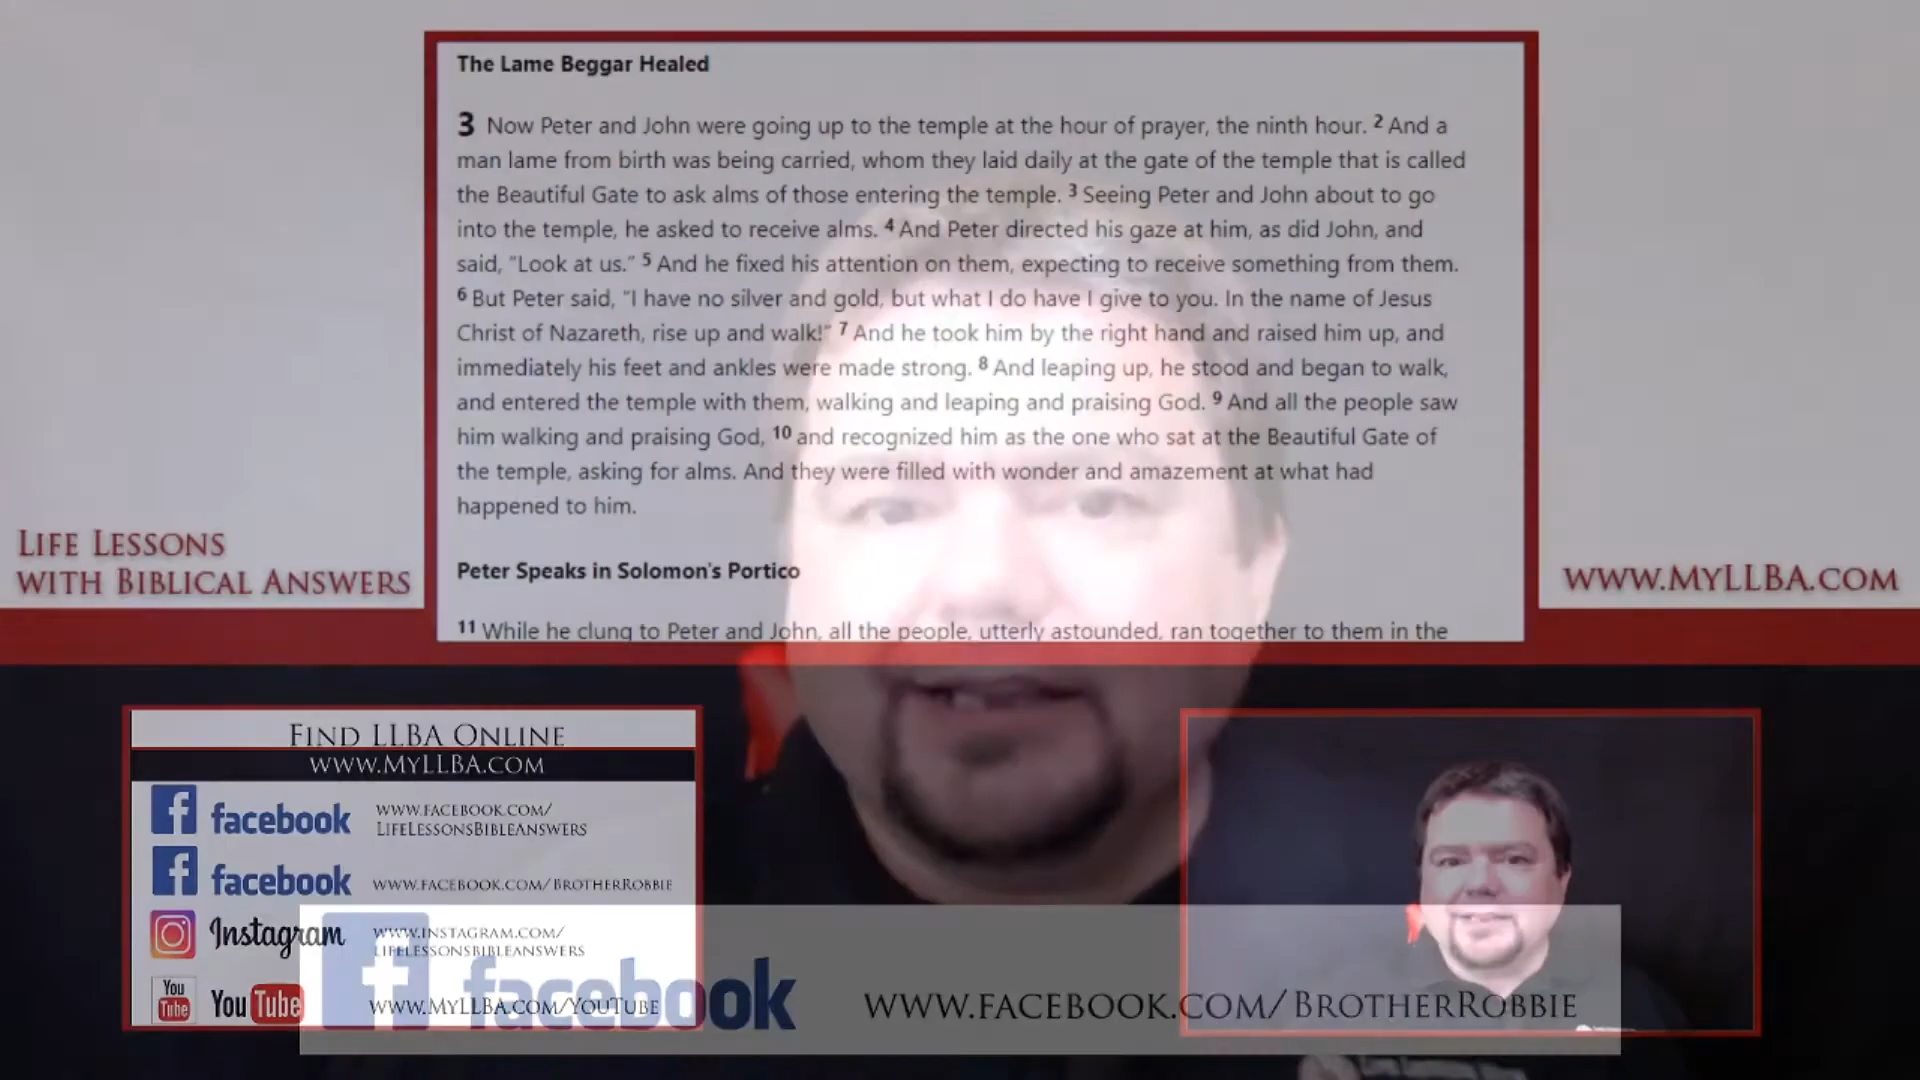 The Lame Beggar Healed
3 Now Peter and John were going up to the temple at the hour of prayer, the ninth hour. 2 And a
man lame from birth was being carried, whom they laid daily at the gate of the temple that is called
the Beautiful Gate to ask alms of those entering the temple. 3 Seeing Peter and John about to go
into the temple, he asked to receive alms. 4 And Peter directed his gaze at him, as did John, and
said, “Look at us.” 5 And he fixed his attention on them, expecting to receive something from them.
6 But Peter said, “I have no silver and gold, but what I do have I give to you. In the name of Jesus
Christ of Nazareth, rise up and walk!” 7 And he took him by the right hand and raised him up, and
immediately his feet and ankles were made strong. 8 And leaping up, he stood and began to walk,
and entered the temple with them, walking and leaping and praising God. 9 And all the people saw
him walking and praising God, 10 and recognized him as the one who sat at the Beautiful Gate of
the temple, asking for alms. And they were filled with wonder and amazement at what had
happened to him.
Peter Speaks in Solomon's Portico
11 While he clung to Peter and John, all the people, utterly astounded, ran together to them in the
Life Lessons
with Biblical Answers
www.MyLLBA.com
Find LLBA Online
www.MyLLBA.com
facebook
www.facebook.com/
LifeLessonsBibleAnswers
facebook
www.facebook.com/BrotherRobbie
Instagram
www.instagram.com/
lifelessonsbibleanswers
You
Tube
YouTube
www.MyLLBA.com/YouTube
facebook
www.facebook.com/BrotherRobbie